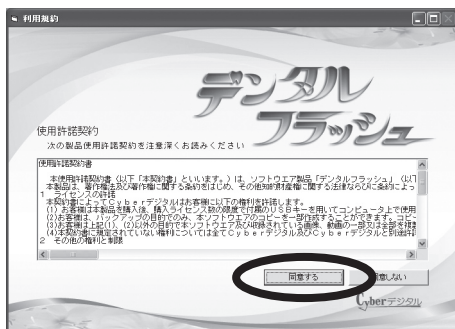 利用規約
デンタル
フラッシュ
使用許諾契約
次の製品使用許諾契約を注意深くお読みください
使用許諾契約書
本使用許諾契約書(以下「本契約書」といいます。)は、ソフトウエア製品「デンタルフラッシュ」(以下
本製品は、著作権法及び著作権に関する条約をはじめ、その他知的財産権に関する法律ならびに条約によっ
1 ライセンスの許諾
本契約書によってCyberデジタルはお客様に以下の権利を許諾します。
(1)お客様は本製品を購入後、購入ライセンス数の限度で付属のUSBキーを用いてコンピュータ上で使用
(2)お客様は、バックアップの目的でのみ、本ソフトウエアのコピーを一部作成することができます。コピー
(3)お客様は上記(1)、(2)以外の目的で本ソフトウエア及び収録されている画像、動画の一部又は全部を複製
(4)本契約書に規定されていない権利については全てCyberデジタル及びCyberデジタルと別途許
2 その他の権利と制限
同意する
意しない
Cyberデジタル